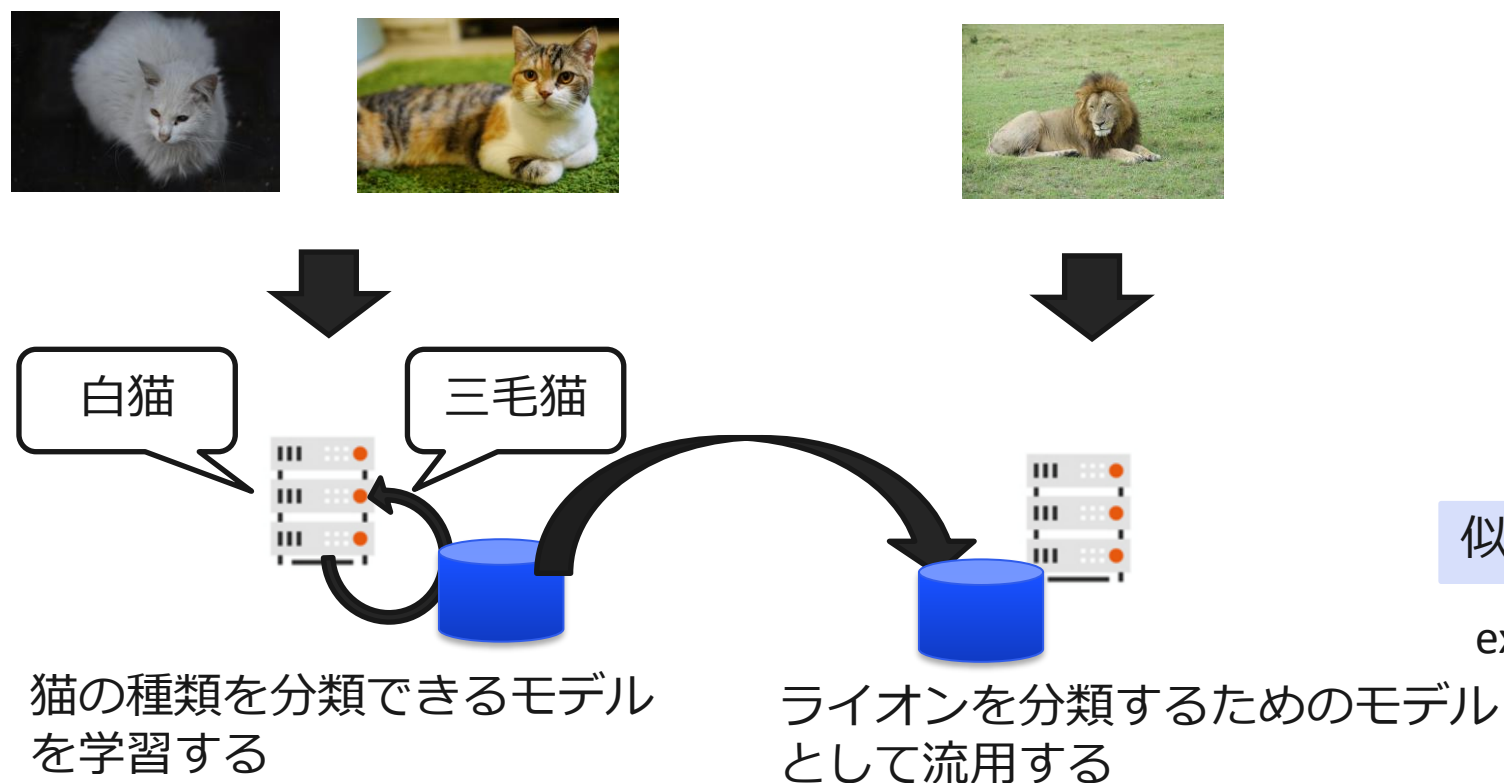 白猫
三毛猫
似
ex
猫の種類を分類できるモデル
を学習する
ライオンを分類するためのモデル
として流用する